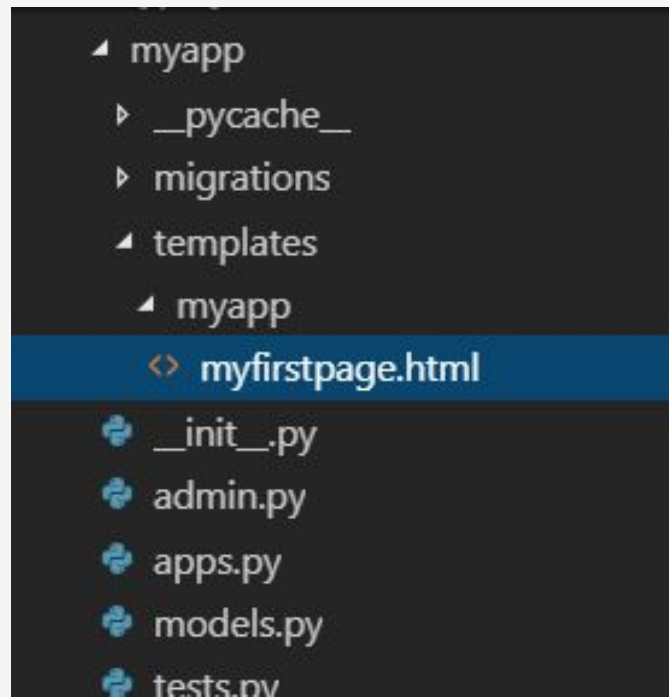 myapp
__pycache__
migrations
templates
myapp
myfirstpage.html
__init__.py
admin.py
apps.py
models.py
tests.py